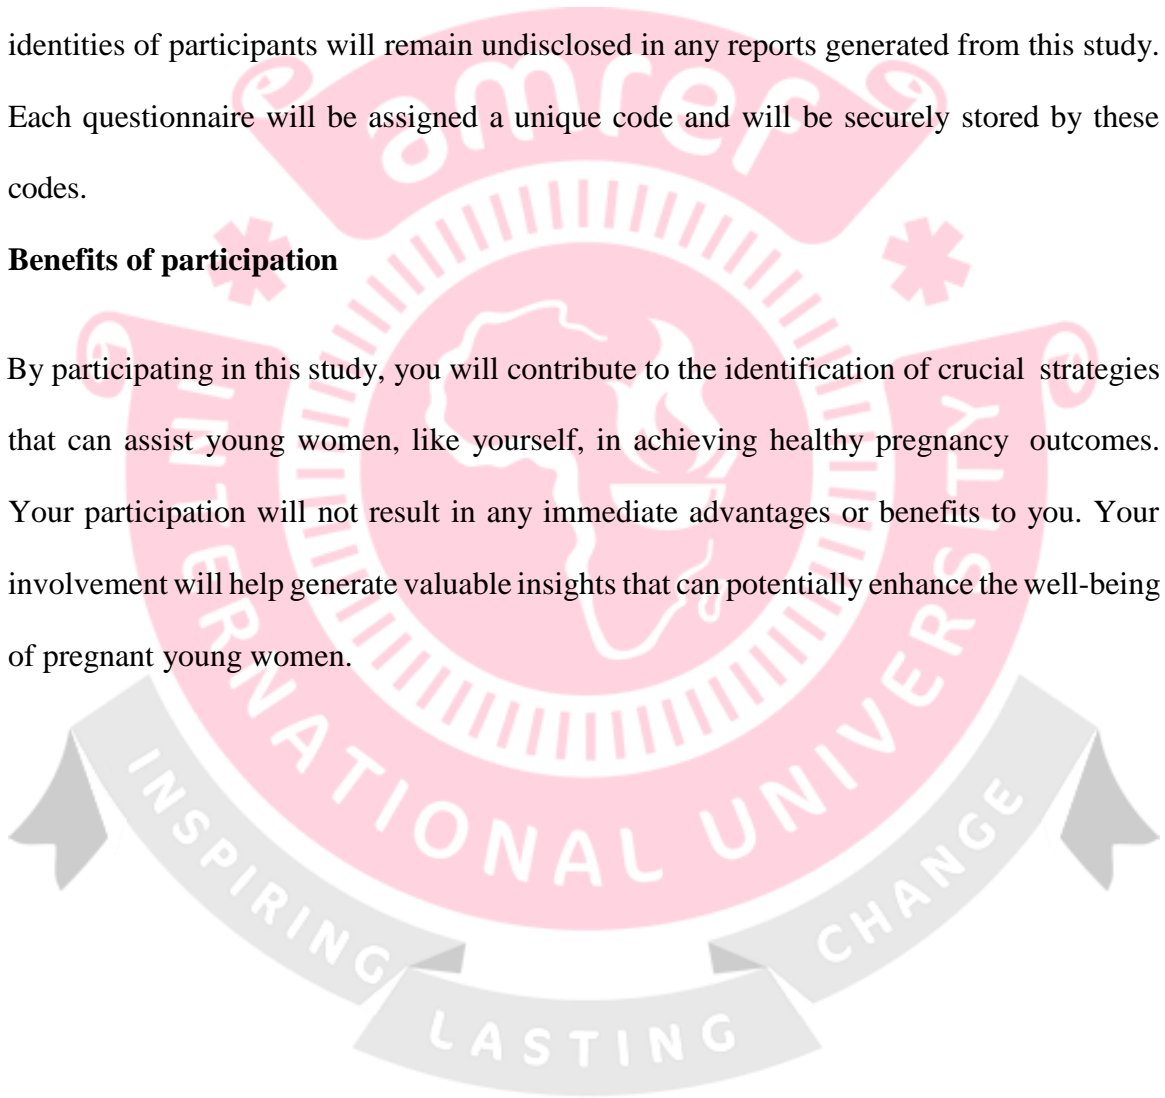 identities of participants will remain undisclosed in any reports generated from this study.
Each questionnaire will be assigned a unique code and will be securely stored by these
codes.
Benefits of participation
By participating in this study, you will contribute to the identification of crucial strategies
that can assist young women, like yourself, in achieving healthy pregnancy outcomes.
Your participation will not result in any immediate advantages or benefits to you. Your
involvement will help generate valuable insights that can potentially enhance the well-being
of pregnant young women.
amref
INTERNATIONAL UNIVERSITY
INSPIRING LASTING CHANGE